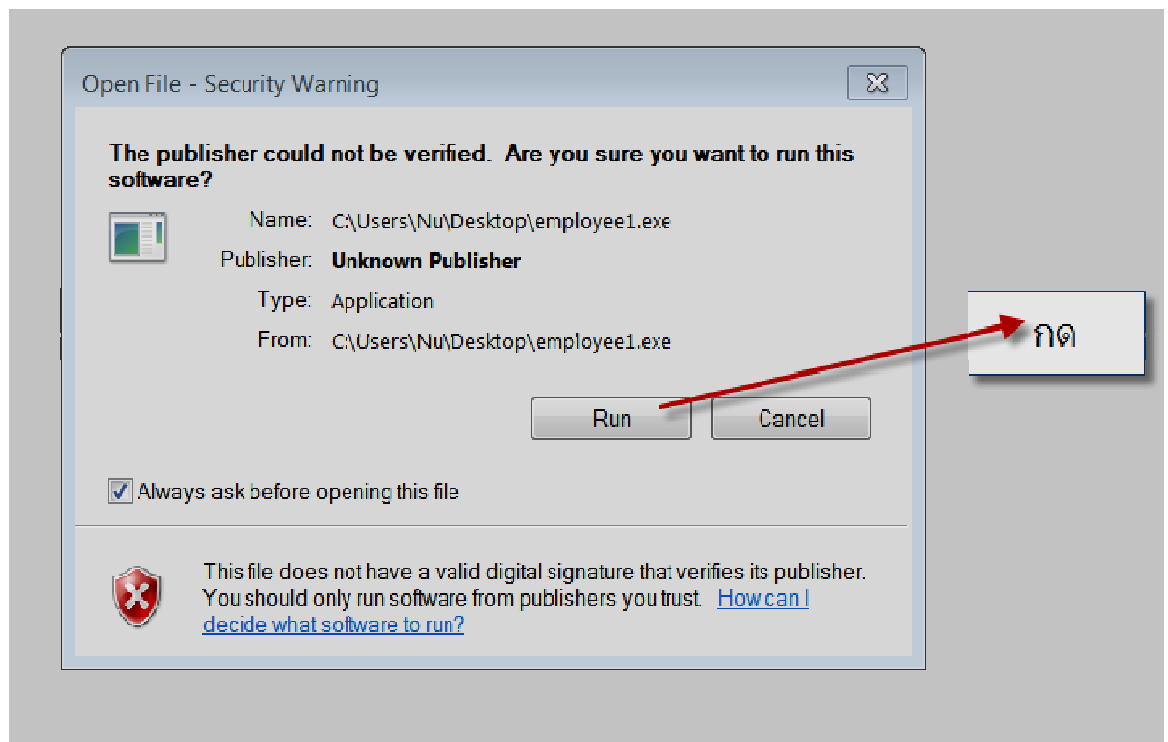 Open File - Security Warning
The publisher could not be verified. Are you sure you want to run this
software?
Name: C:\Users\Nu\Desktop\employee1.exe
Publisher: Unknown Publisher
Type: Application
From: C:\Users\Nu\Desktop\employee1.exe
กด
Run Cancel
Always ask before opening this file
This file does not have a valid digital signature that verifies its publisher.
You should only run software from publishers you trust. How can I
decide what software to run?